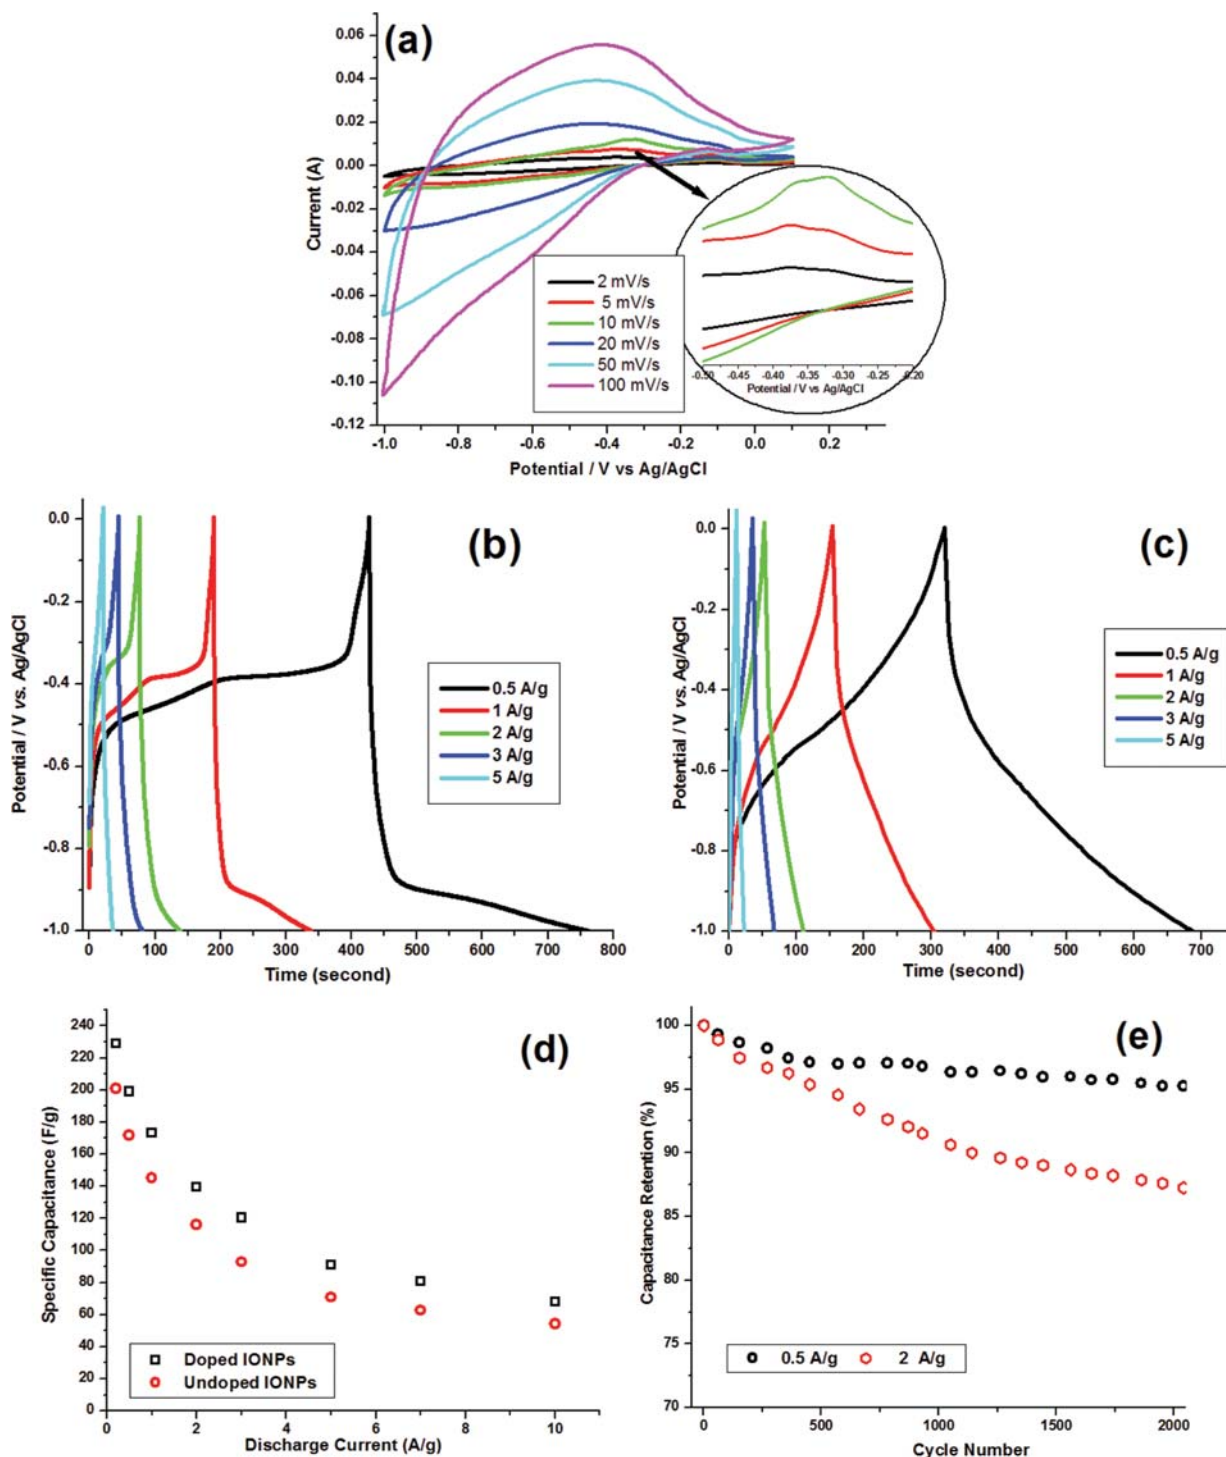 (a)
0.06
0.04
0.02
0.00
-0.02
-0.04
-0.06
-0.08
-0.10
-0.12
Current (A)
-1.0 -0.8 -0.6 -0.4 -0.2 0.0 0.2
Potential / V vs Ag/AgCl
2 mV/s
5 mV/s
10 mV/s
20 mV/s
50 mV/s
100 mV/s
-0.50 -0.45 -0.40 -0.35 -0.30 -0.25 -0.20
Potential / V vs Ag/AgCl
(b)
0.0
-0.2
-0.4
-0.6
-0.8
-1.0
Potential / V vs. Ag/AgCl
0.5 A/g
1 A/g
2 A/g
3 A/g
5 A/g
0 100 200 300 400 500 600 700 800
Time (second)
(c)
0.0
-0.2
-0.4
-0.6
-0.8
-1.0
Potential / V vs. Ag/AgCl
0.5 A/g
1 A/g
2 A/g
3 A/g
5 A/g
0 100 200 300 400 500 600 700
Time (second)
(d)
240
220
200
180
160
140
120
100
80
60
40
20
0
Specific Capacitance (F/g)
Doped IONPs
Undoped IONPs
0 2 4 6 8 10
Discharge Current (A/g)
(e)
100
95
90
85
80
75
70
Capacitance Retention (%)
0.5 A/g 2 A/g
0 500 1000 1500 2000
Cycle Number